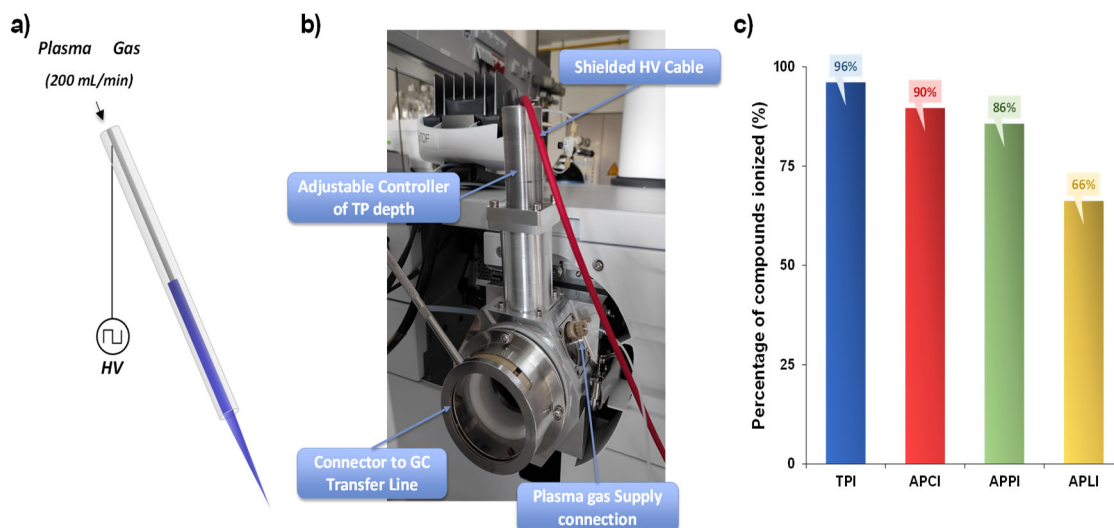 a)
Plasma Gas
(200 mL/min)
HV
b)
Shielded HV Cable
Adjustable Controller
of TP depth
Connector to GC
Transfer Line
Plasma gas Supply
connection
c)
Percentage of compounds ionized (%)
100
75
50
25
0
96%
90%
86%
66%
TPI
APCI
APPI
APLI